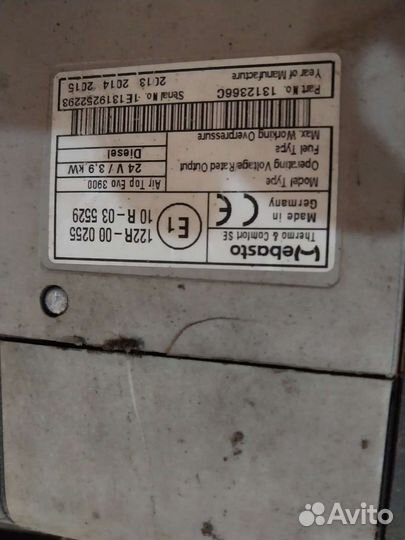 Webasto
Thermo & Comfort SE
Made in
Germany
CE
E1
122R-00 0255
10 R-03 5529
Model Type
Air Top Evo 3900
Operating Voltage/Rated Output
24 V / 3,9 kW
Fuel Type
Diesel
Max. Working Overpressure
Part No. 1312366C
Serial No. 1E1319252293
Year of Manufacture
2013 2014 2015
Avito